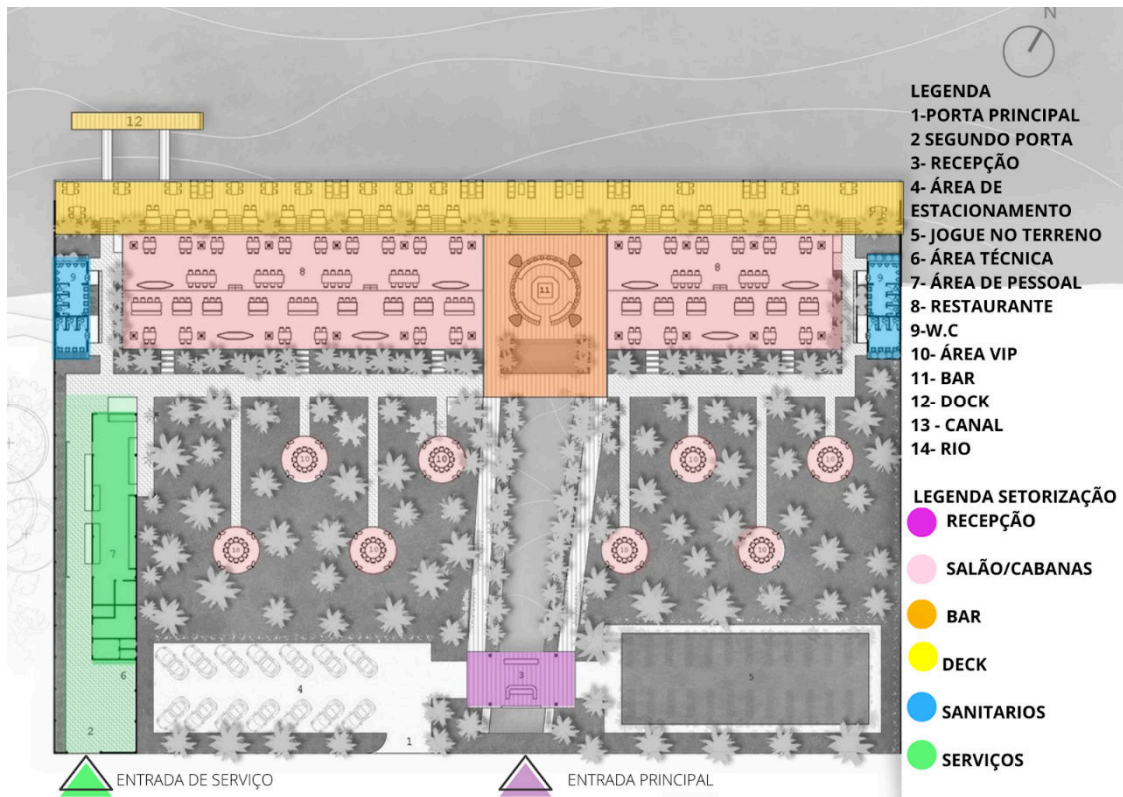 N
LEGENDA
1-PORTA PRINCIPAL
2 SEGUNDO PORTA
3- RECEPÇÃO
4- ÁREA DE
ESTACIONAMENTO
5- JOGUE NO TERRENO
6- ÁREA TÉCNICA
7- ÁREA DE PESSOAL
8- RESTAURANTE
9-W.C
10- ÁREA VIP
11- BAR
12- DOCK
13 - CANAL
14- RIO
LEGENDA SETORIZAÇÃO
RECEPÇÃO
SALÃO/CABANAS
BAR
DECK
SANITARIOS
SERVIÇOS
12
8
8
9
9
11
10
10
10
10
10
10
10
10
7
6
3
4
5
2
1
ENTRADA DE SERVIÇO
ENTRADA PRINCIPAL